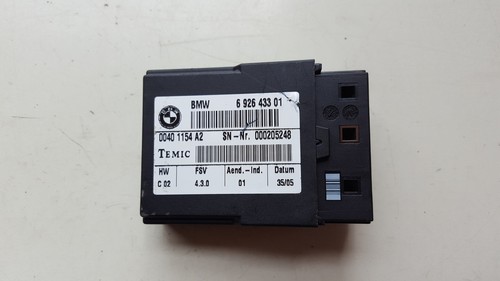 BMW 6 926 433 01
0040 1154 A2 SN-Nr. 000205248
TEMIC
HW FSV Aend.-Ind. Datum
C 02 4.3.0 01 35/05